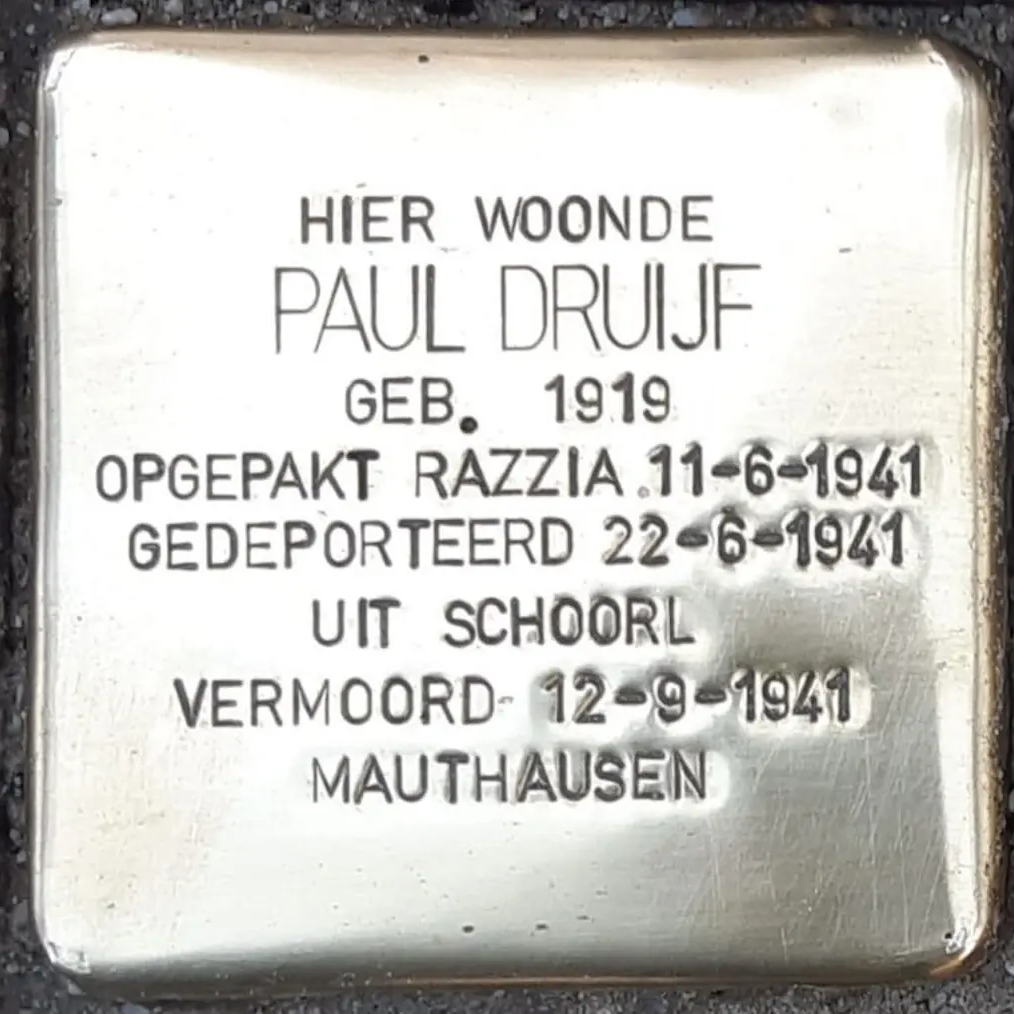 HIER WOONDE
PAUL DRUIJF
GEB. 1919
OPGEPAKT RAZZIA 11-6-1941
GEDEPORTEERD 22-6-1941
UIT SCHOORL
VERMOORD 12-9-1941
MAUTHAUSEN